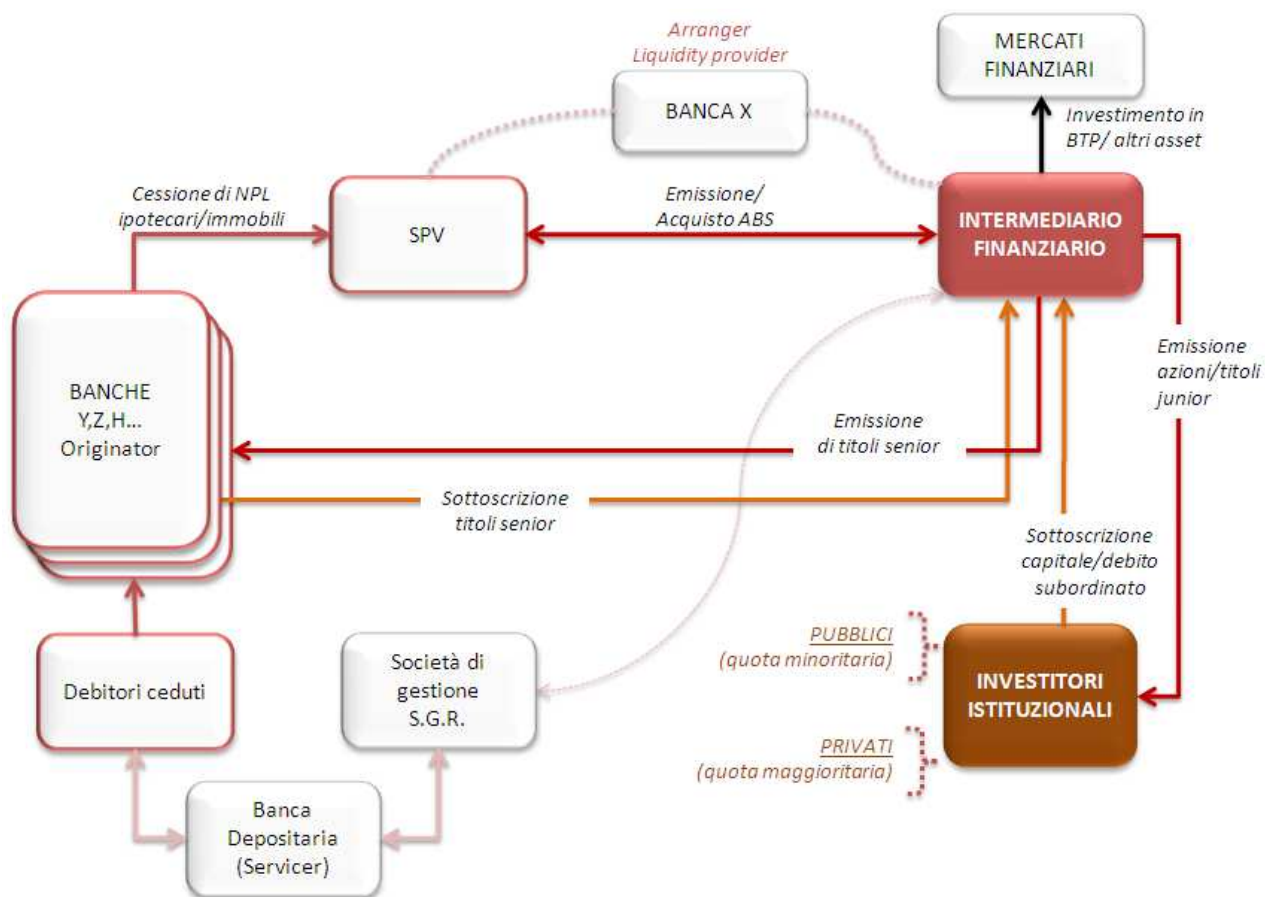 Arranger
Liquidity provider
BANCA X
MERCATI
FINANZIARI
Investimento in
BTP/ altri asset
Cessione di NPL
ipotecari/immobili
SPV
Emissione/
Acquisto ABS
INTERMEDIARIO
FINANZIARIO
BANCHE
Y,Z,H...
Originator
Emissione
azioni/titoli
junior
Emissione
di titoli senior
Sottoscrizione
titoli senior
Sottoscrizione
capitale/debito
subordinato
Debitori ceduti
Società di
gestione
S.G.R.
PUBBLICI
(quota minoritaria)
INVESTITORI
ISTITUZIONALI
PRIVATI
(quota maggioritaria)
Banca
Depositaria
(Servicer)